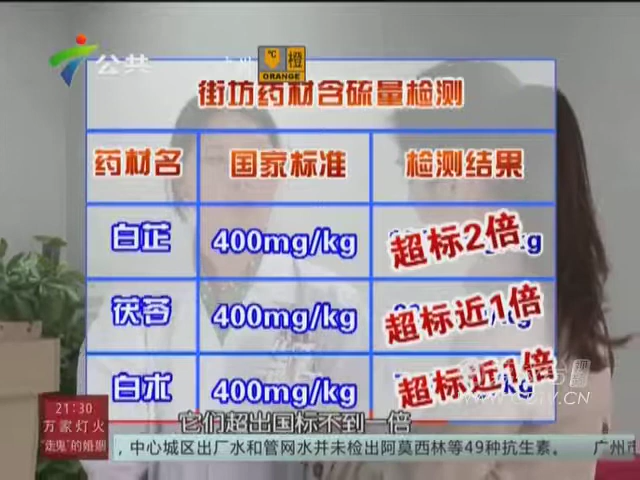 公共
℃ 橙
ORANGE
街坊药材含硫量检测
药材名 国家标准 检测结果
白芷 400mg/kg 超标2倍
茯苓 400mg/kg 超标近1倍
白术 400mg/kg 超标近1倍
它们超出国标不到一倍
21:30
万家灯火
“走鬼”的婚姻
，中心城区出厂水和管网水并未检出阿莫西林等49种抗生素。 广州市